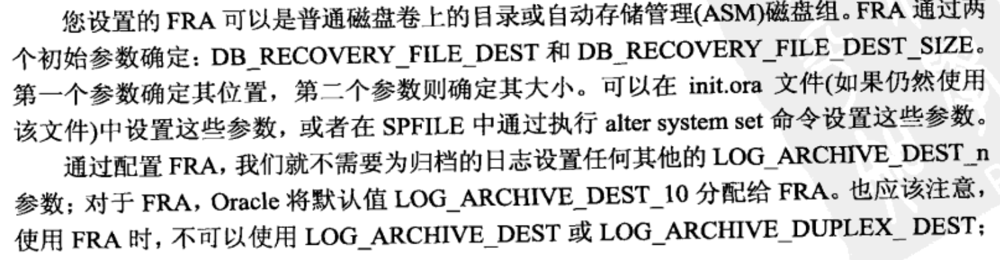 您设置的 FRA 可以是普通磁盘卷上的目录或自动存储管理(ASM)磁盘组。FRA 通过两
个初始参数确定：DB_RECOVERY_FILE_DEST 和 DB_RECOVERY_FILE_DEST_SIZE。
第一个参数确定其位置，第二个参数则确定其大小。可以在 init.ora 文件(如果仍然使用
该文件)中设置这些参数，或者在 SPFILE 中通过执行 alter system set 命令设置这些参数。
通过配置 FRA，我们就不需要为归档的日志设置任何其他的 LOG_ARCHIVE_DEST_n
参数；对于 FRA，Oracle 将默认值 LOG_ARCHIVE_DEST_10 分配给 FRA。也应该注意，
使用 FRA 时，不可以使用 LOG_ARCHIVE_DEST 或 LOG_ARCHIVE_DUPLEX_ DEST；